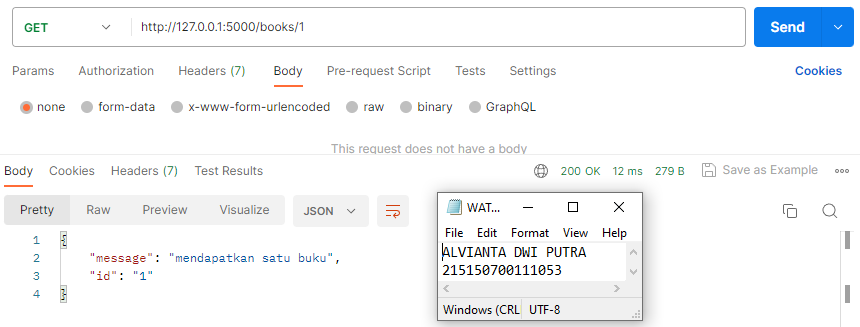 GET http://127.0.0.1:5000/books/1 Send
Params Authorization Headers (7) Body Pre-request Script Tests Settings Cookies
none form-data x-www-form-urlencoded raw binary GraphQL
This request does not have a body
Body Cookies Headers (7) Test Results 200 OK 12 ms 279 B Save as Example
Pretty Raw Preview Visualize JSON
1 {
2 "message": "mendapatkan satu buku",
3 "id": "1"
4 }
WAT...
File Edit Format View Help
ALVIANTA DWI PUTRA
215150700111053
Windows (CRL UTF-8